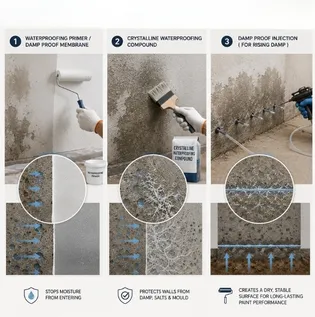 1
WATERPROOFING PRIMER /
DAMP PROOF MEMBRANE
2
CRYSTALLINE WATERPROOFING
COMPOUND
3
DAMP PROOF INJECTION
( FOR RISING DAMP )
CRYSTALLINE
WATERPROOFING
COMPOUND
STOPS MOISTURE
FROM ENTERING
PROTECTS WALLS FROM
DAMP, SALTS & MOULD
CREATES A DRY, STABLE
SURFACE FOR LONG-LASTING
PAINT PERFORMANCE